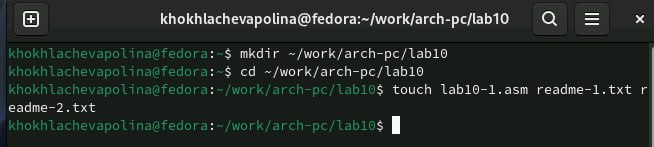 khokhlachevapolina@fedora:~/work/arch-pc/lab10
khokhlachevapolina@fedora:~$ mkdir ~/work/arch-pc/lab10
khokhlachevapolina@fedora:~$ cd ~/work/arch-pc/lab10
khokhlachevapolina@fedora:~/work/arch-pc/lab10$ touch lab10-1.asm readme-1.txt r
eadme-2.txt
khokhlachevapolina@fedora:~/work/arch-pc/lab10$